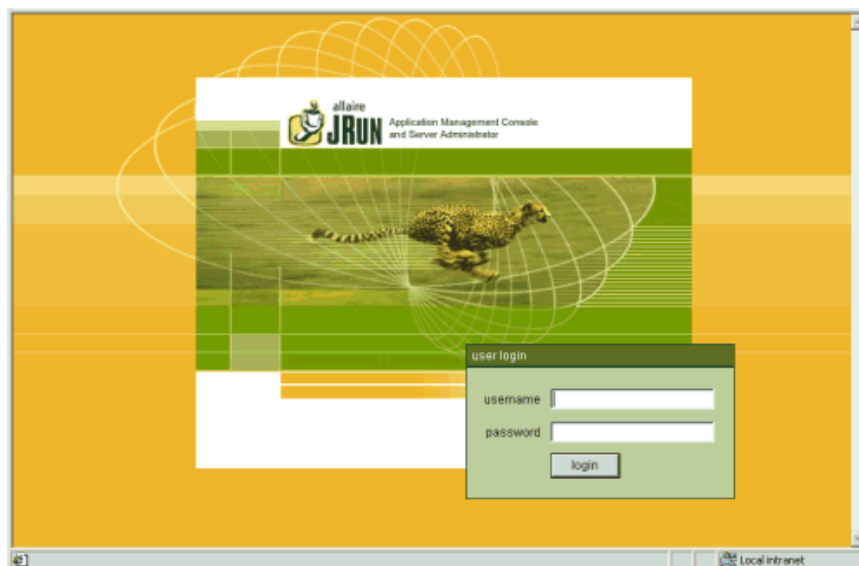 allaire
JRUN
Application Management Console
and Server Administrator
user login
username
password
login
Local intranet